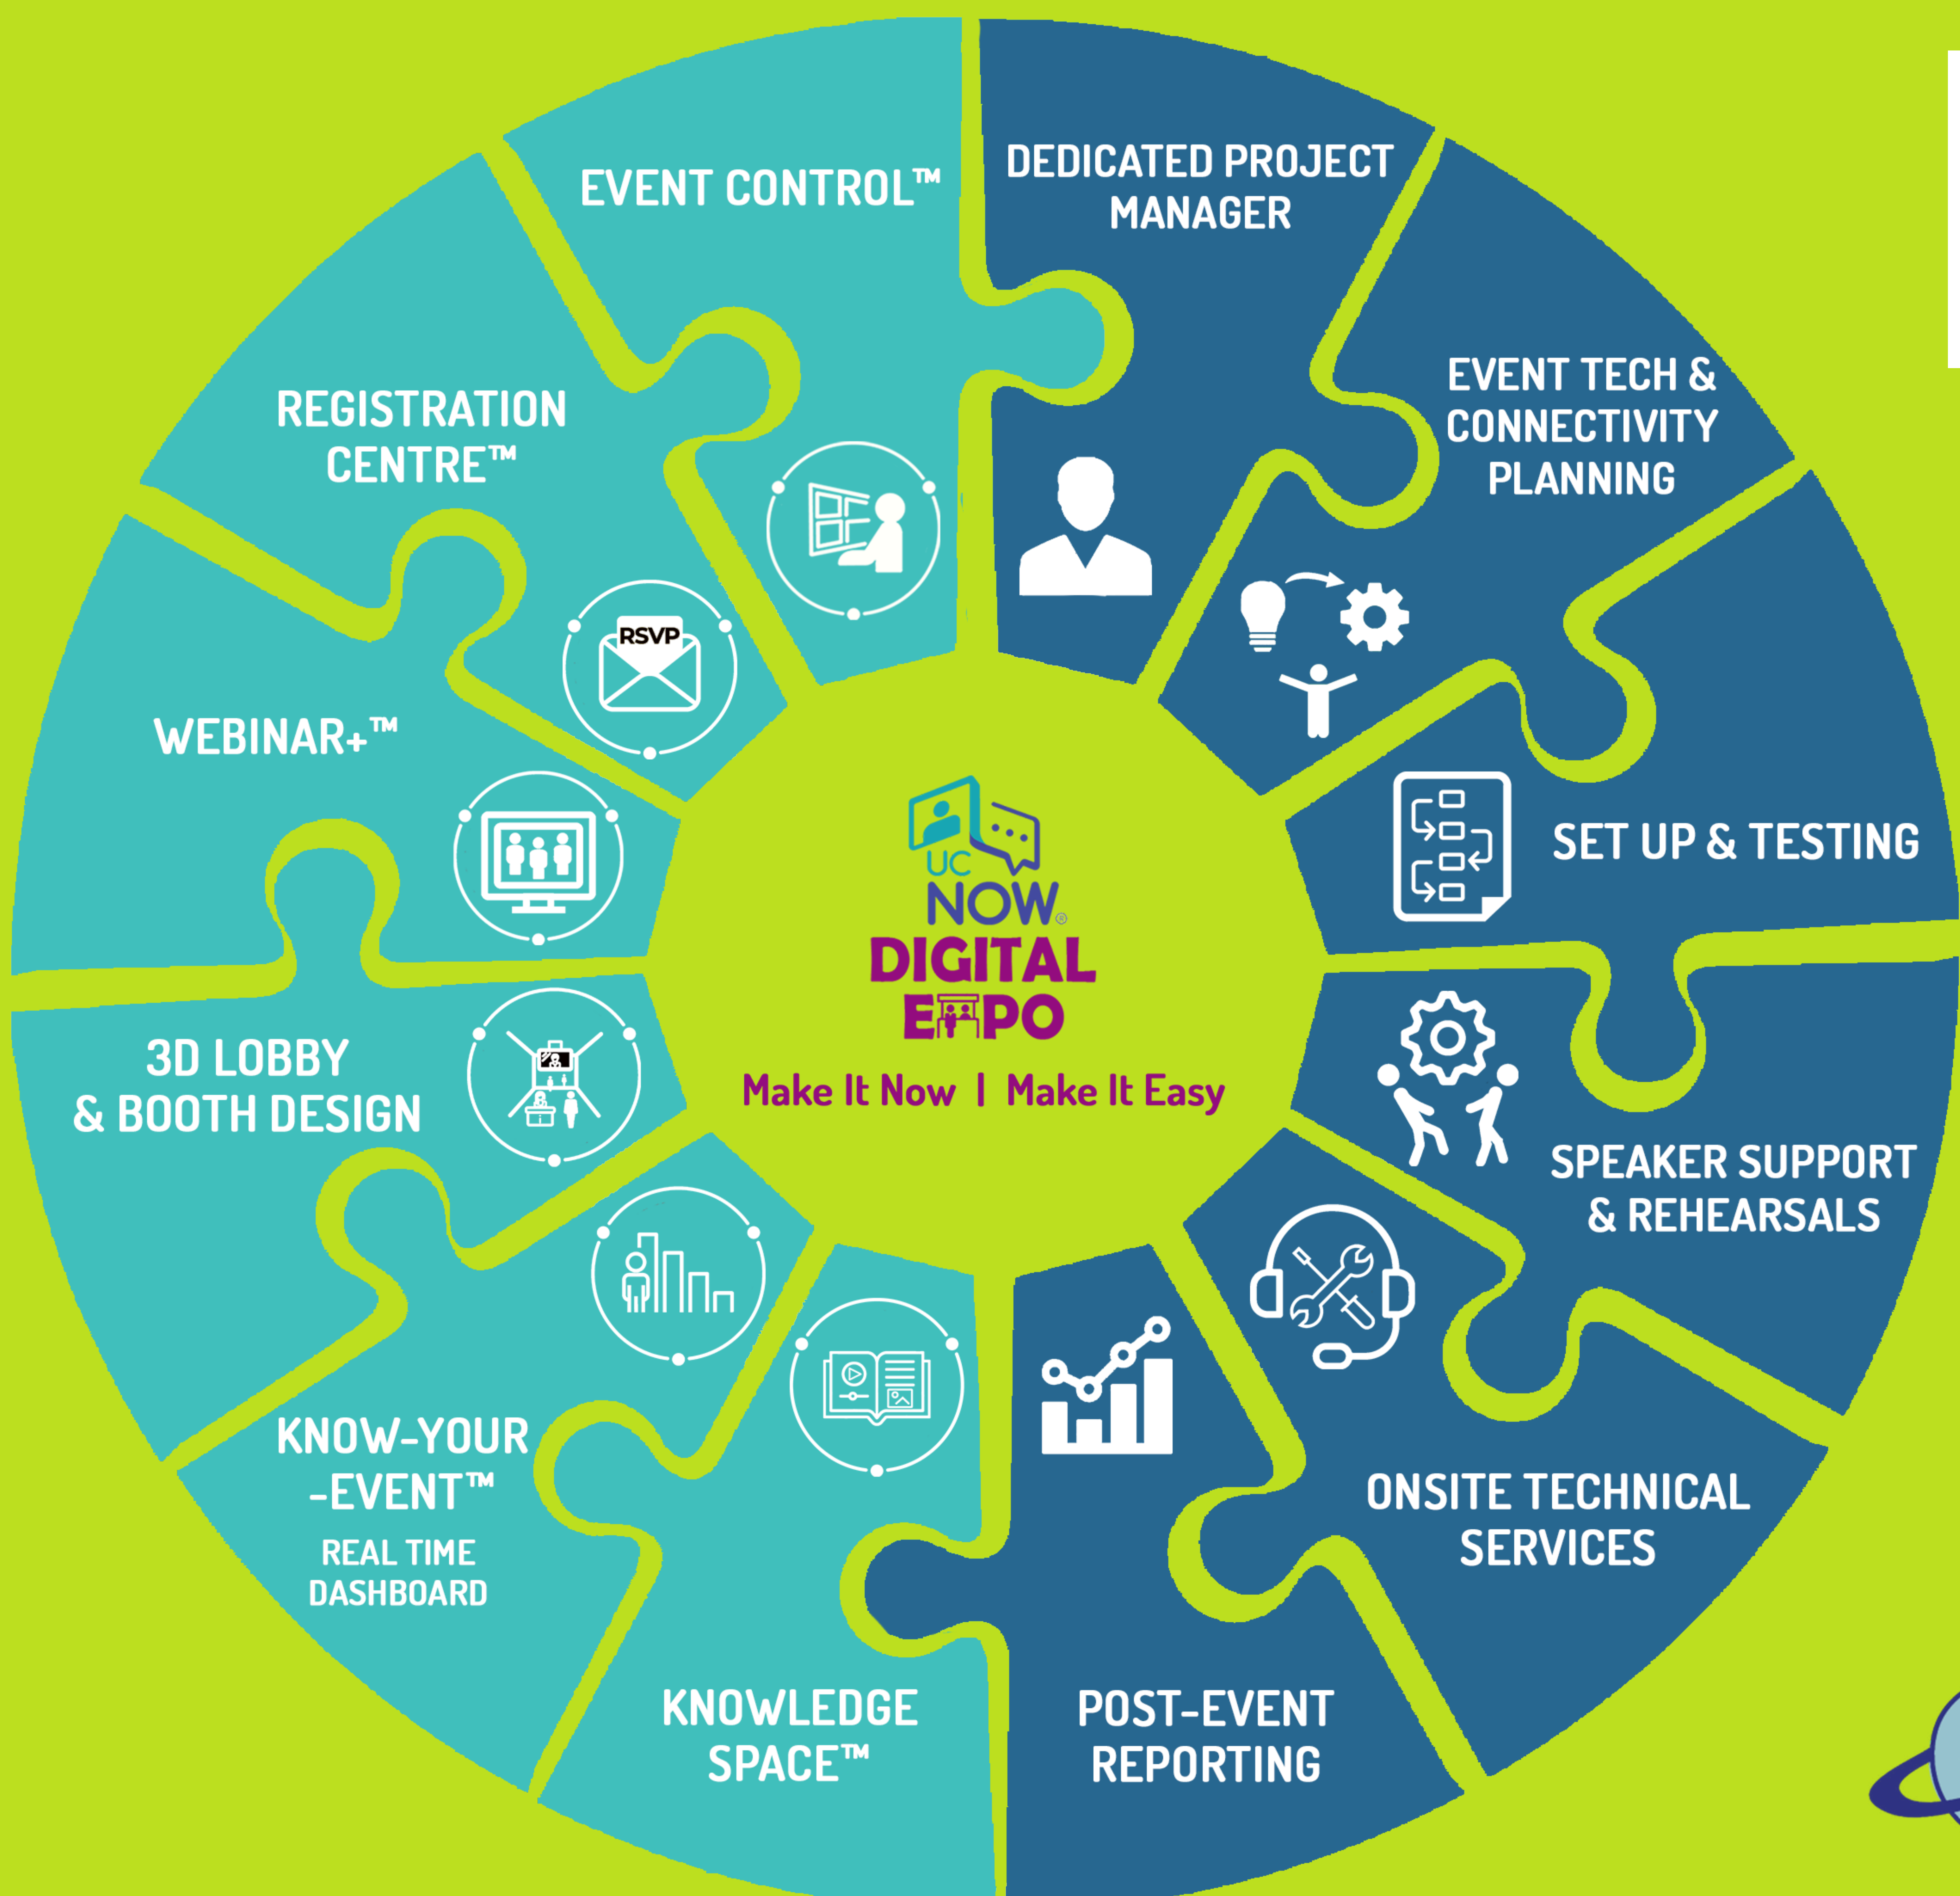 EVENT CONTROL™
DEDICATED PROJECT
MANAGER
EVENT TECH &
CONNECTIVITY
PLANNING
SET UP & TESTING
SPEAKER SUPPORT
& REHEARSALS
ONSITE TECHNICAL
SERVICES
POST-EVENT
REPORTING
KNOWLEDGE
SPACE™
KNOW-YOUR
-EVENT™
REAL TIME
DASHBOARD
3D LOBBY
& BOOTH DESIGN
WEBINAR+™
REGISTRATION
CENTRE™
RSVP
UC
NOW®
DIGITAL
EXPO
Make It Now | Make It Easy